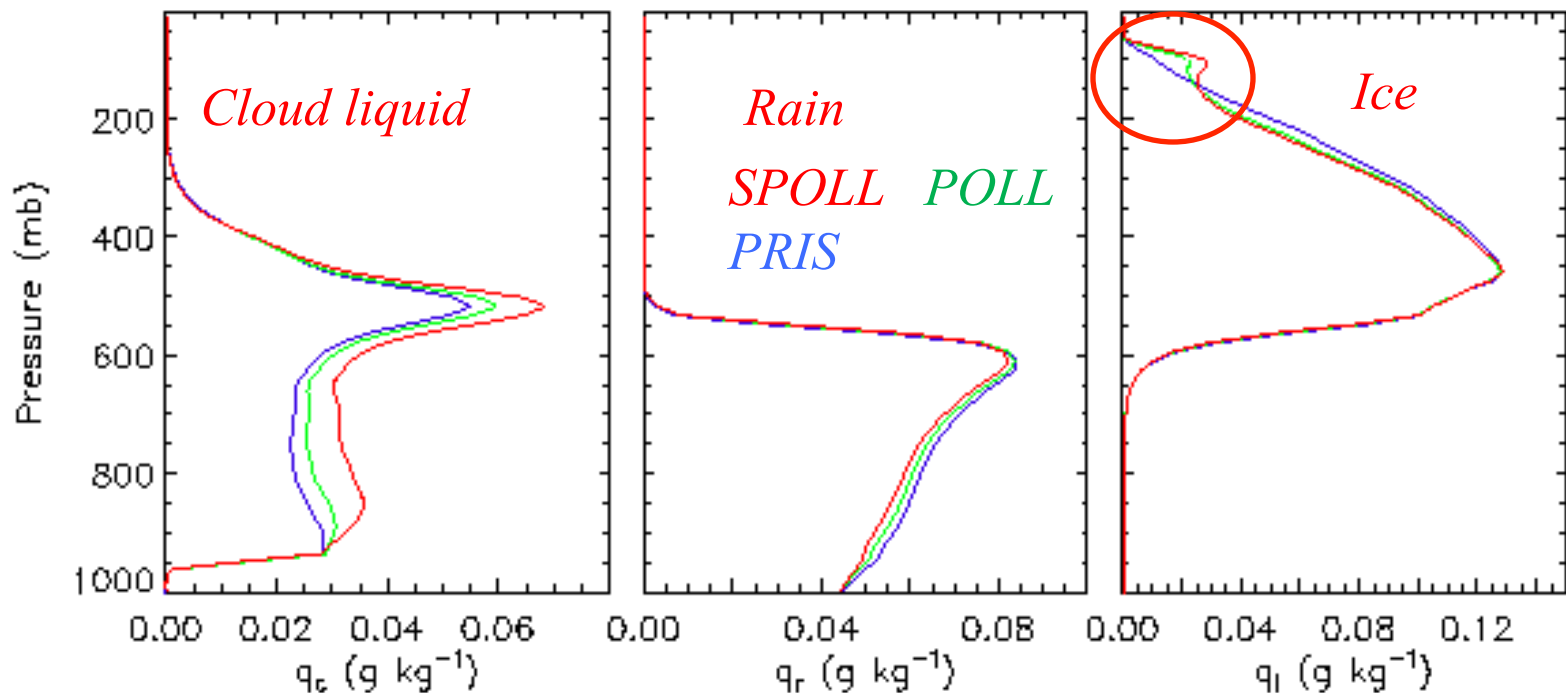 Cloud liquid
Rain
SPOLL POLL
PRIS
Ice
Pressure (mb)
200
400
600
800
1000
0.00 0.02 0.04 0.06
q_c (g kg⁻¹)
0.00 0.04 0.08
q_r (g kg⁻¹)
0.00 0.04 0.08 0.12
q_I (g kg⁻¹)